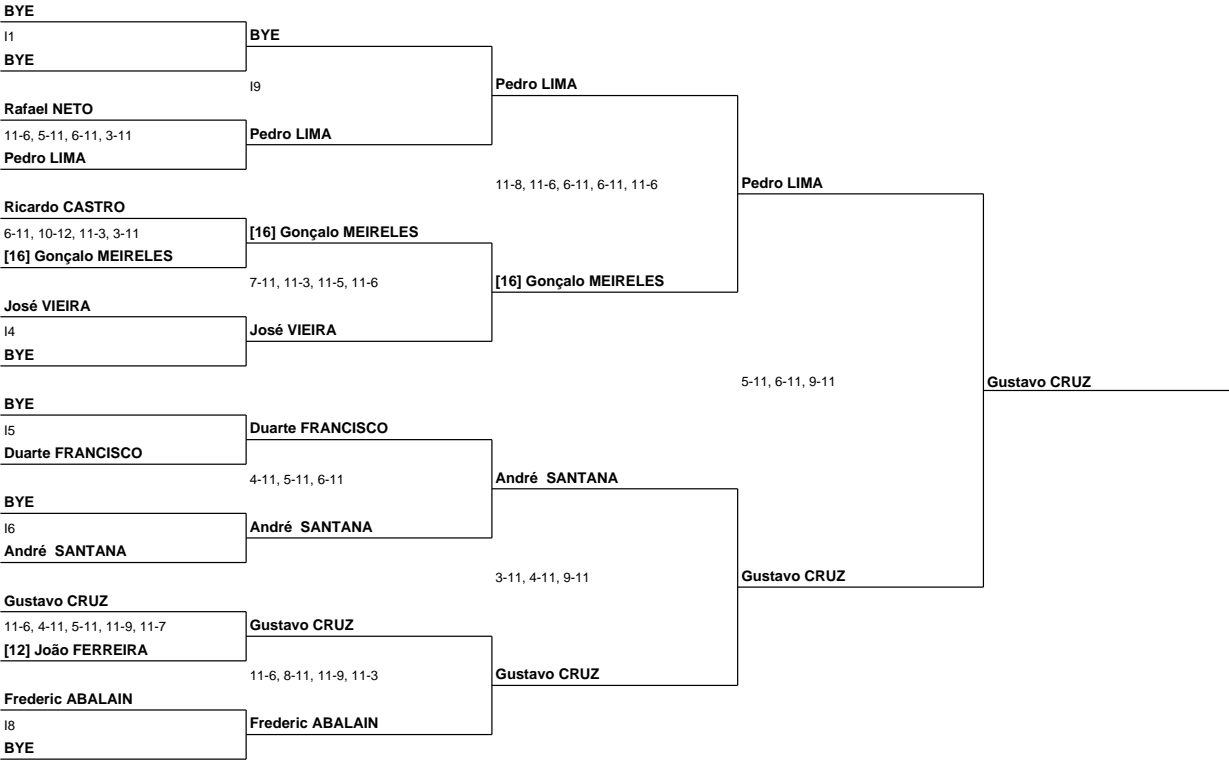 BYE
I1
BYE
BYE
I9
Pedro LIMA
Rafael NETO
11-6, 5-11, 6-11, 3-11
Pedro LIMA
Pedro LIMA
11-8, 11-6, 6-11, 6-11, 11-6
Pedro LIMA
Ricardo CASTRO
6-11, 10-12, 11-3, 3-11
[16] Gonçalo MEIRELES
[16] Gonçalo MEIRELES
7-11, 11-3, 11-5, 11-6
[16] Gonçalo MEIRELES
José VIEIRA
I4
BYE
José VIEIRA
5-11, 6-11, 9-11
Gustavo CRUZ
BYE
I5
Duarte FRANCISCO
Duarte FRANCISCO
4-11, 5-11, 6-11
André  SANTANA
BYE
I6
André  SANTANA
André  SANTANA
3-11, 4-11, 9-11
Gustavo CRUZ
Gustavo CRUZ
11-6, 4-11, 5-11, 11-9, 11-7
[12] João FERREIRA
Gustavo CRUZ
11-6, 8-11, 11-9, 11-3
Gustavo CRUZ
Frederic ABALAIN
I8
BYE
Frederic ABALAIN